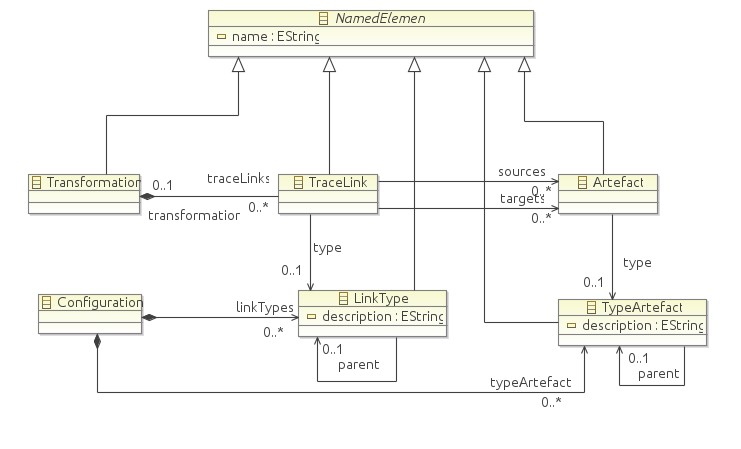 NamedElemen
name : EString
Transformation
0..1
traceLinks
transformation
0..*
TraceLink
sources
0..*
targets
0..*
Artefact
type
0..1
type
0..1
Configuration
linkTypes
0..*
LinkType
description : EString
0..1
parent
TypeArtefact
description : EString
0..1
parent
typeArtefact
0..*